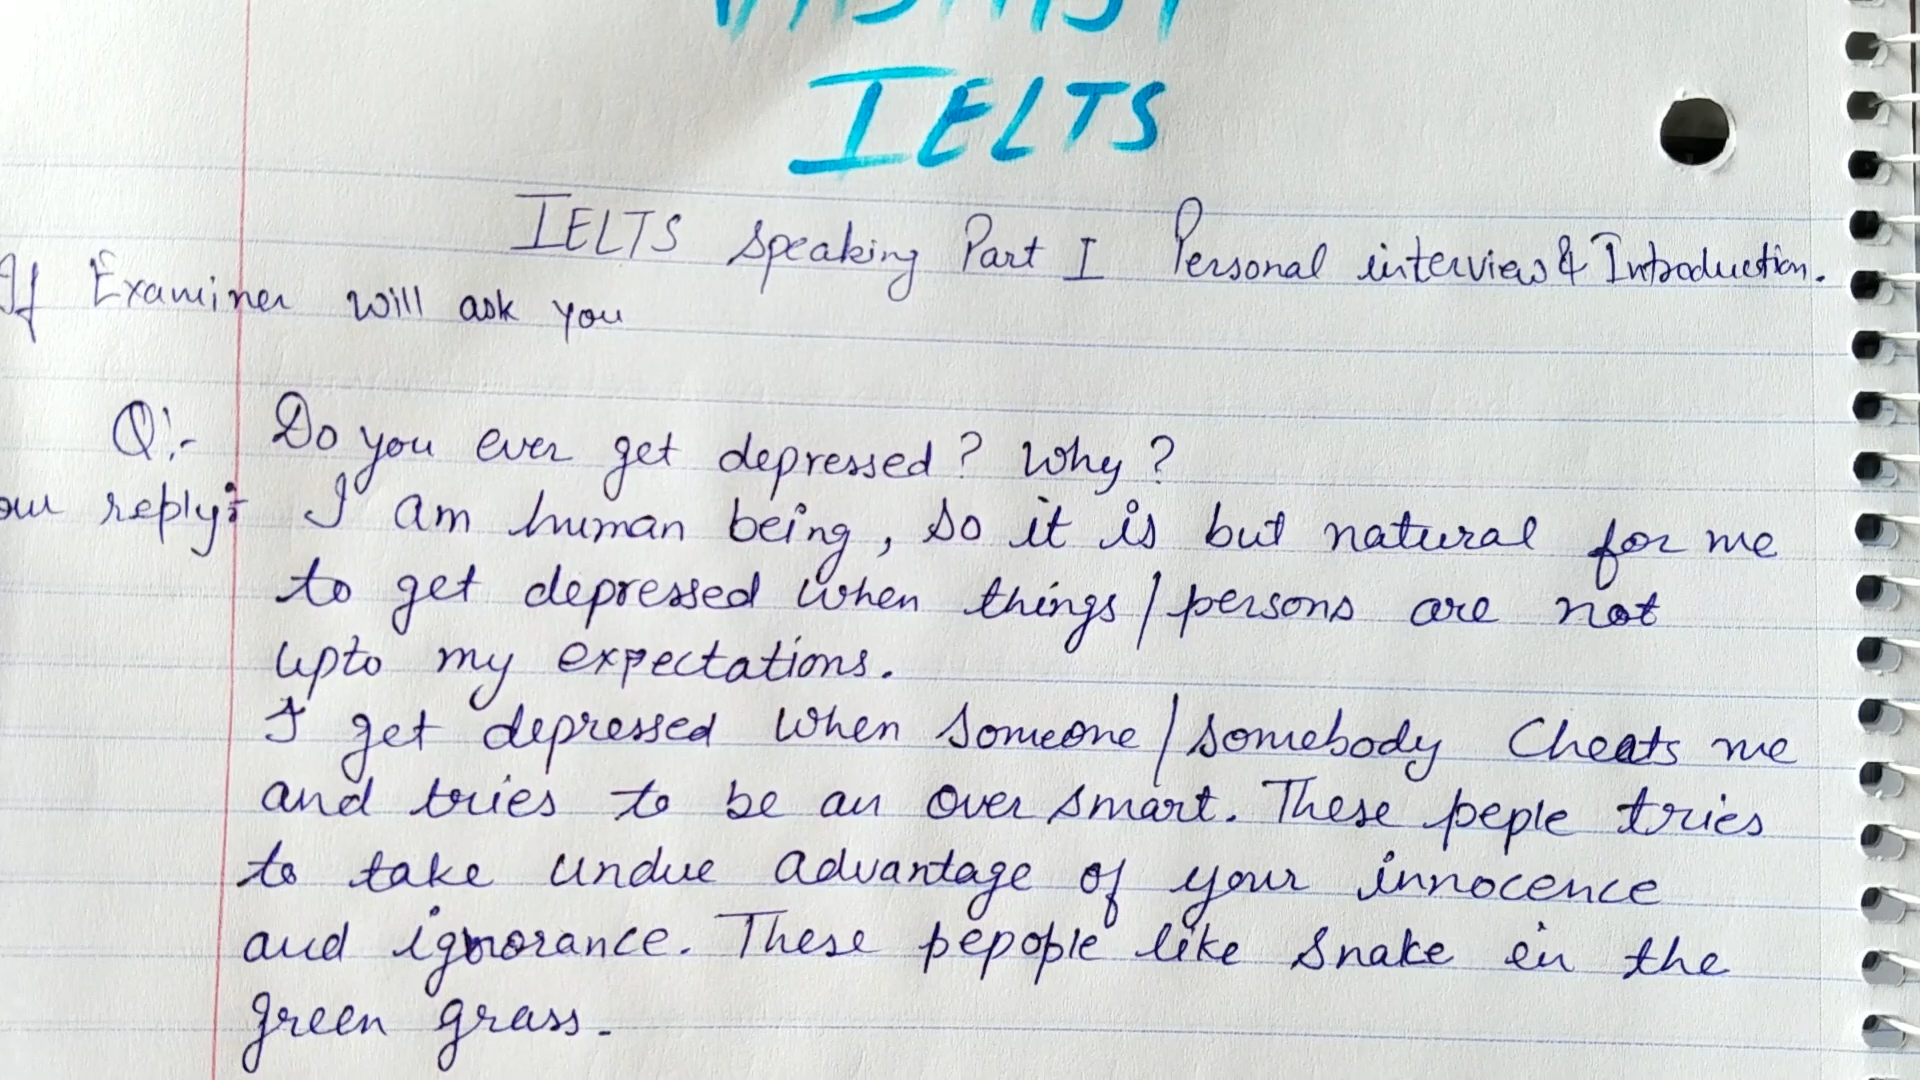 IELTS
IELTS Speaking Part I Personal interview & Introduction.
If Examiner will ask you
Q:- Do you ever get depressed? Why?
reply:- I am human being, so it is but natural for me
to get depressed when things / persons are not
upto my expectations.
I get depressed when someone / somebody Cheats me
and tries to be an over smart. These peple tries
to take undue advantage of your innocence
and ignorance. These pepople like snake in the
green grass.